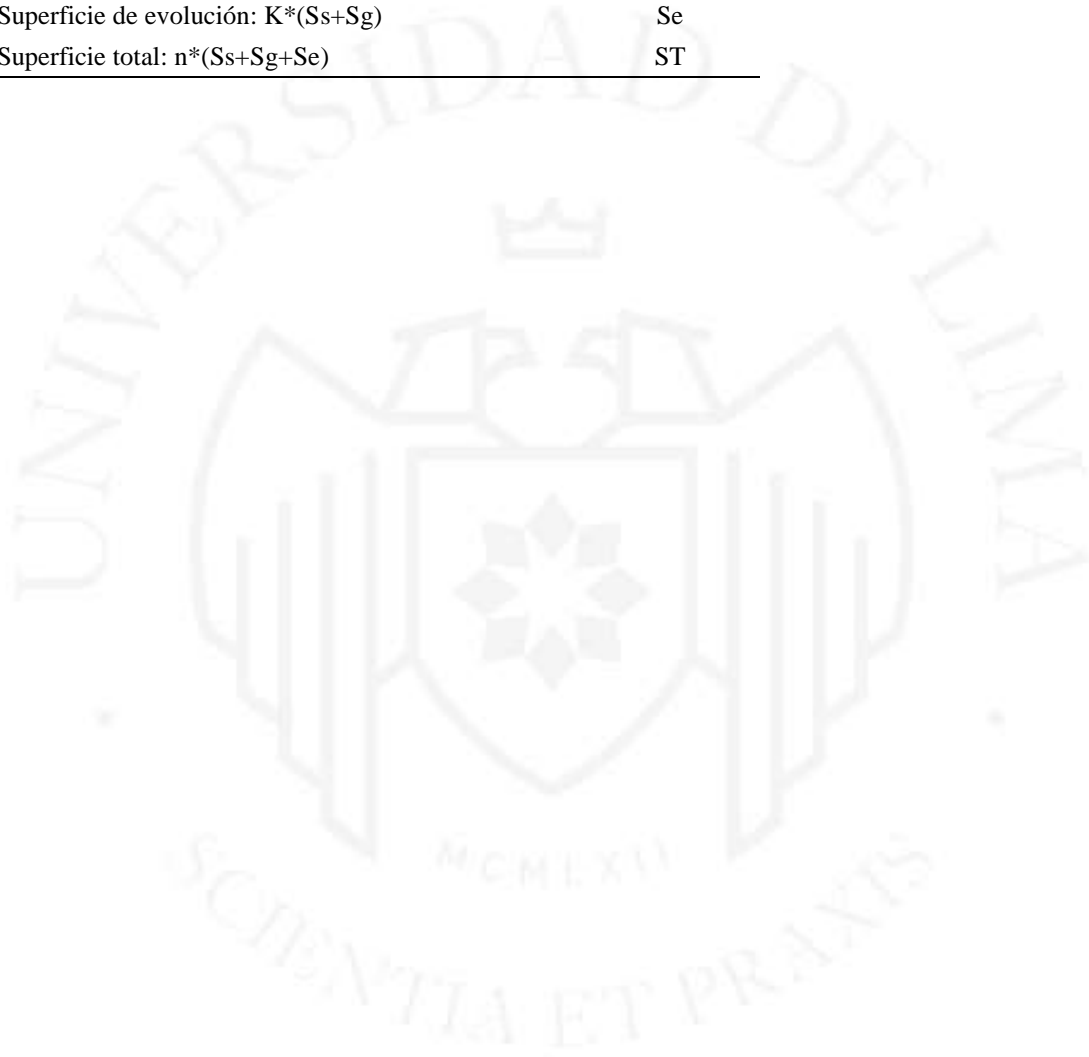 Superficie de evolución: K*(Ss+Sg) Se
Superficie total: n*(Ss+Sg+Se) ST
UNIVERSIDAD DE LIMA
MCMLXII
SCIENTIA ET PRAXIS